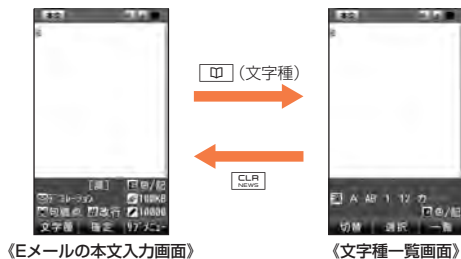 本文
本文
(文字種)
CLR
NEWS
[漢]
絵/記
デコレーション
100KB
句読点
改行
10000
文字種
確定
サブメニュー
A
AB
1
12
カ
絵/記
切替
選択
一覧
《Eメールの本文入力画面》
《文字種一覧画面》